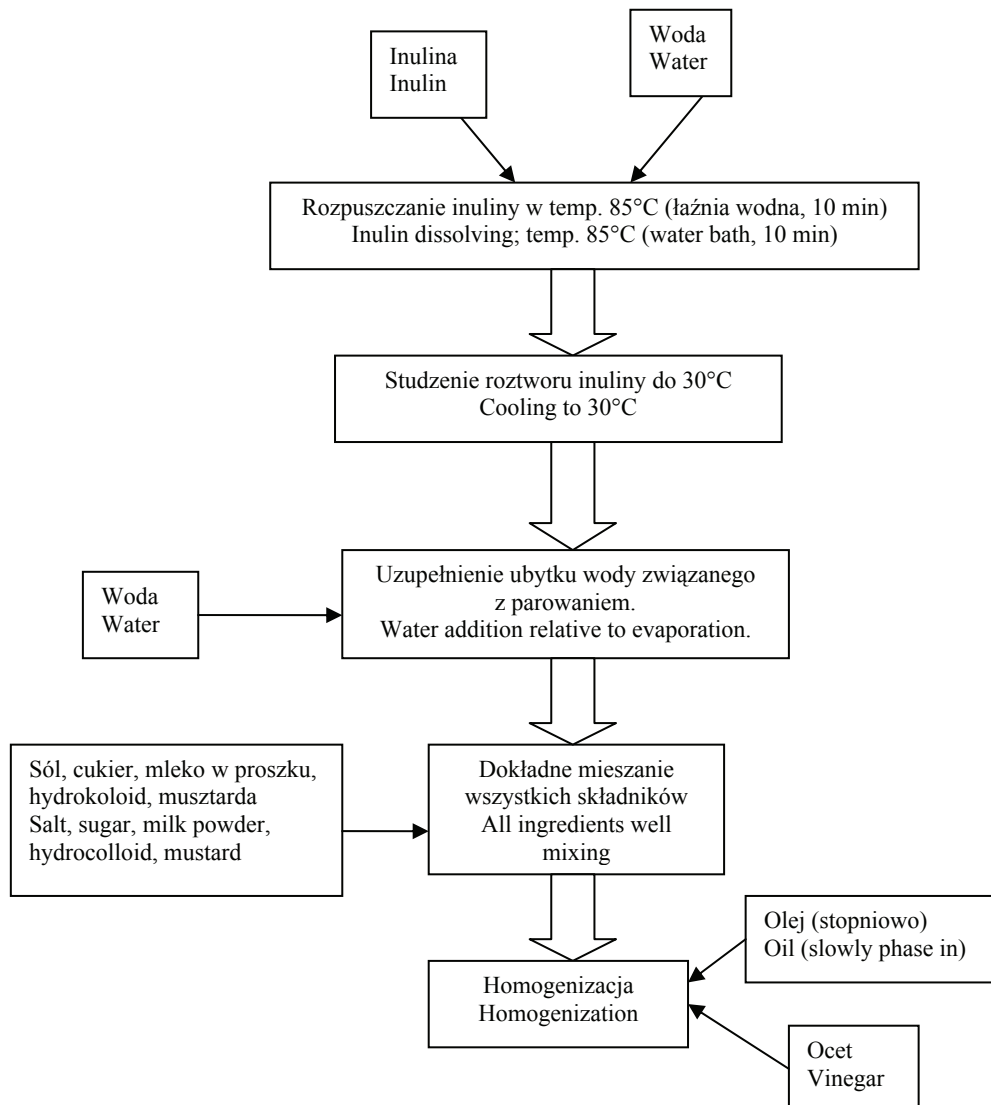 Inulina
Inulin
Woda
Water
Rozpuszczanie inuliny w temp. 85°C (łaźnia wodna, 10 min)
Inulin dissolving; temp. 85°C (water bath, 10 min)
Studzenie roztworu inuliny do 30°C
Cooling to 30°C
Woda
Water
Uzupełnienie ubytku wody związanego
z parowaniem.
Water addition relative to evaporation.
Sól, cukier, mleko w proszku,
hydrokoloid, musztarda
Salt, sugar, milk powder,
hydrocolloid, mustard
Dokładne mieszanie
wszystkich składników
All ingredients well
mixing
Olej (stopniowo)
Oil (slowly phase in)
Homogenizacja
Homogenization
Ocet
Vinegar